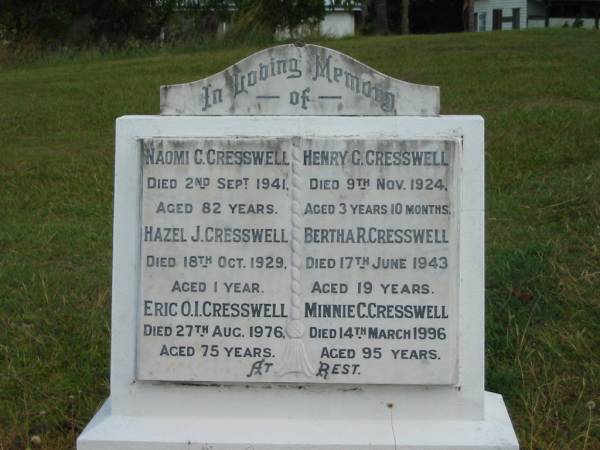 In Loving Memory
— of —
NAOMI C. CRESSWELL
DIED 2ND SEPT 1941,
AGED 82 YEARS.
HAZEL J. CRESSWELL
DIED 18TH OCT. 1929,
AGED 1 YEAR.
ERIC O.I. CRESSWELL
DIED 27TH AUG. 1976,
AGED 75 YEARS.
HENRY G. CRESSWELL
DIED 9TH NOV. 1924,
AGED 3 YEARS 10 MONTHS.
BERTHA R. CRESSWELL
DIED 17TH JUNE 1943
AGED 19 YEARS.
MINNIE C. CRESSWELL
DIED 14TH MARCH 1996
AGED 95 YEARS.
AT REST.